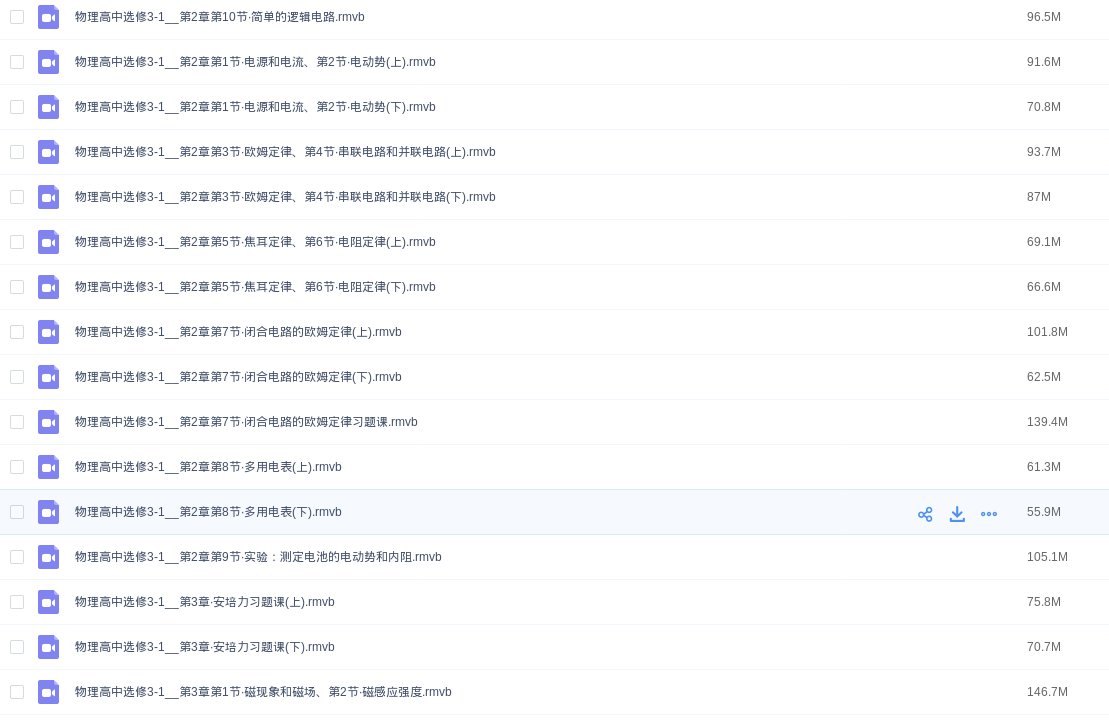 物理高中选修3-1__第2章第10节·简单的逻辑电路.rmvb 96.5M
物理高中选修3-1__第2章第1节·电源和电流、第2节·电动势(上).rmvb 91.6M
物理高中选修3-1__第2章第1节·电源和电流、第2节·电动势(下).rmvb 70.8M
物理高中选修3-1__第2章第3节·欧姆定律、第4节·串联电路和并联电路(上).rmvb 93.7M
物理高中选修3-1__第2章第3节·欧姆定律、第4节·串联电路和并联电路(下).rmvb 87M
物理高中选修3-1__第2章第5节·焦耳定律、第6节·电阻定律(上).rmvb 69.1M
物理高中选修3-1__第2章第5节·焦耳定律、第6节·电阻定律(下).rmvb 66.6M
物理高中选修3-1__第2章第7节·闭合电路的欧姆定律(上).rmvb 101.8M
物理高中选修3-1__第2章第7节·闭合电路的欧姆定律(下).rmvb 62.5M
物理高中选修3-1__第2章第7节·闭合电路的欧姆定律习题课.rmvb 139.4M
物理高中选修3-1__第2章第8节·多用电表(上).rmvb 61.3M
物理高中选修3-1__第2章第8节·多用电表(下).rmvb 55.9M
物理高中选修3-1__第2章第9节·实验：测定电池的电动势和内阻.rmvb 105.1M
物理高中选修3-1__第3章·安培力习题课(上).rmvb 75.8M
物理高中选修3-1__第3章·安培力习题课(下).rmvb 70.7M
物理高中选修3-1__第3章第1节·磁现象和磁场、第2节·磁感应强度.rmvb 146.7M